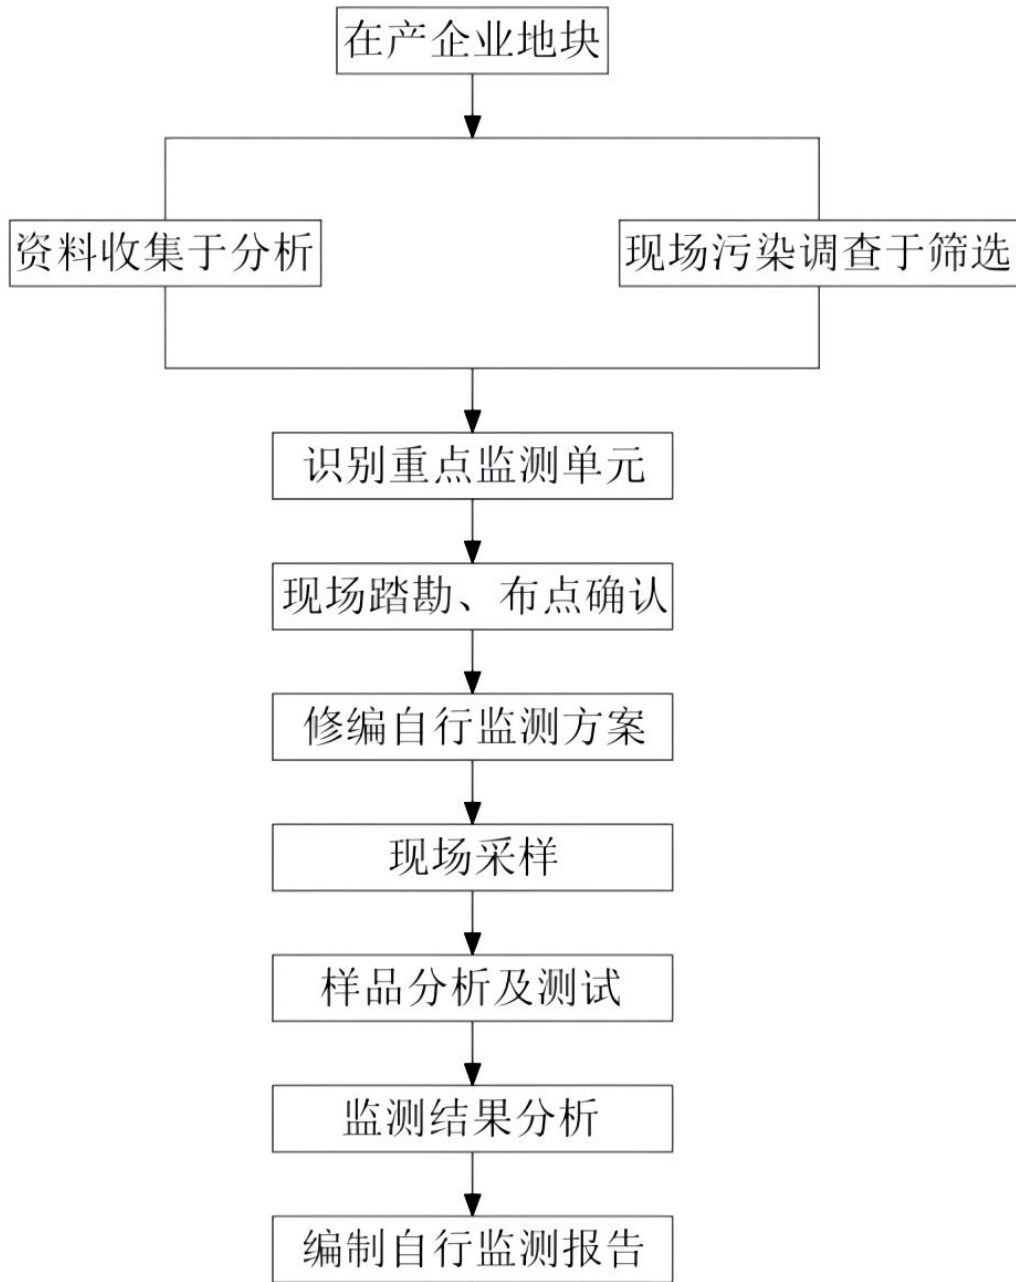 在产企业地块
资料收集于分析
现场污染调查于筛选
识别重点监测单元
现场踏勘、布点确认
修编自行监测方案
现场采样
样品分析及测试
监测结果分析
编制自行监测报告